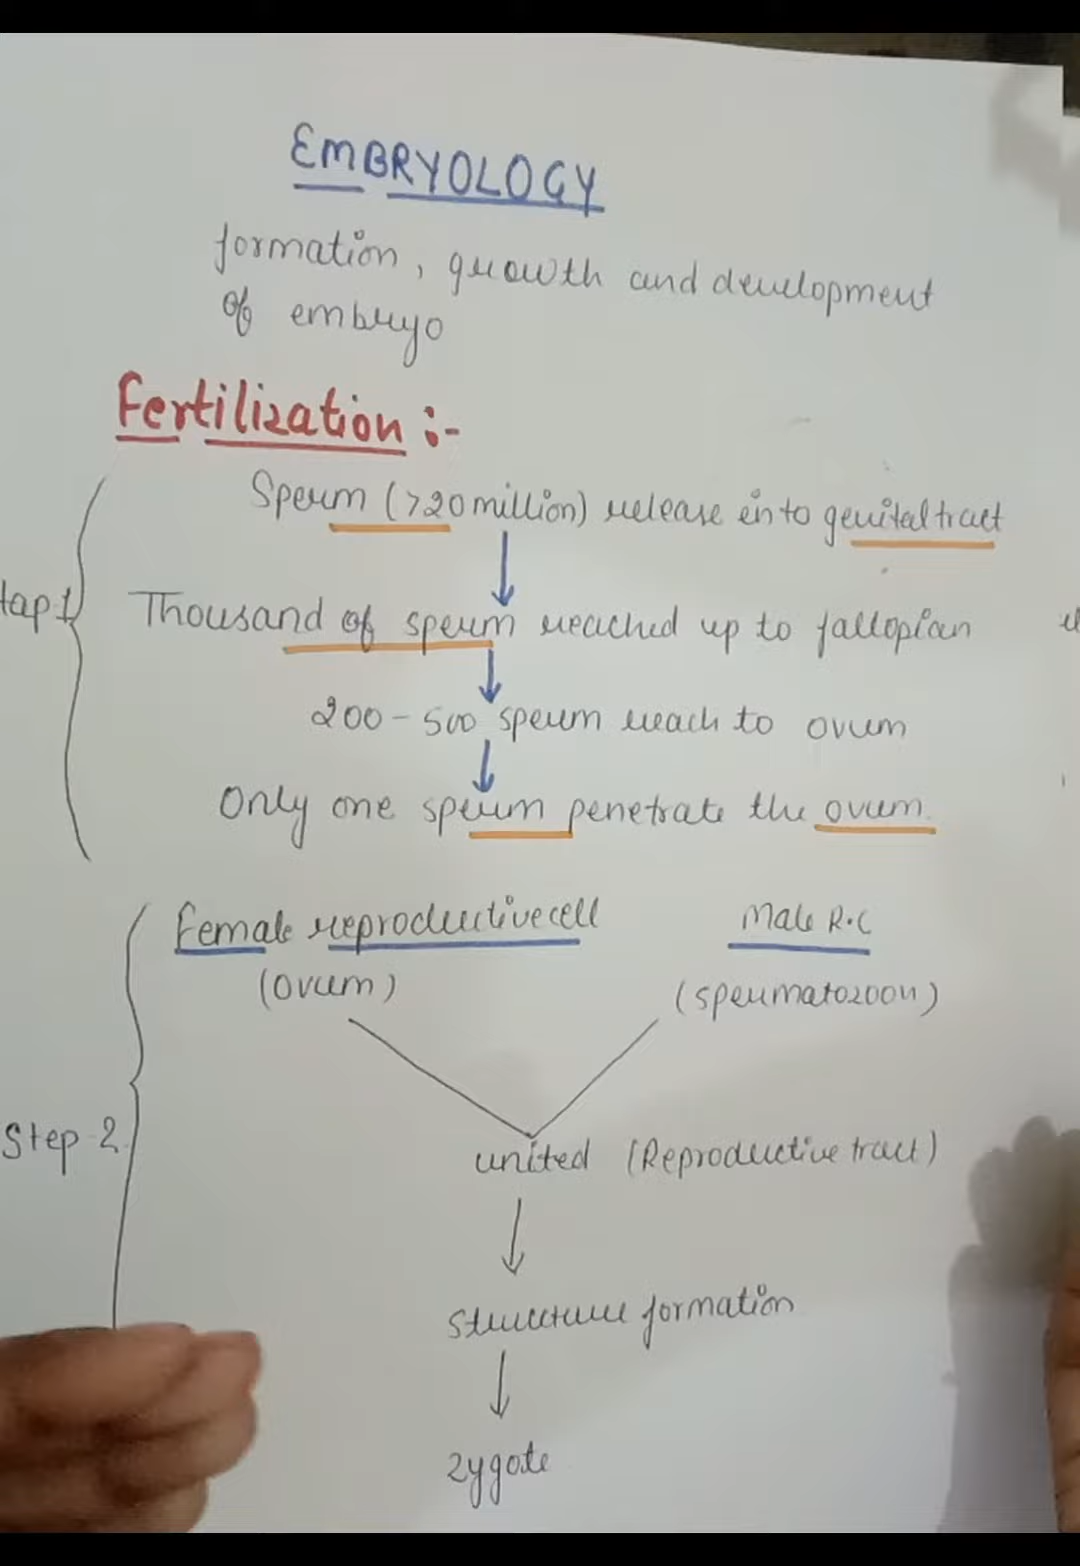 EMBRYOLOGY
formation, growth and development
of embryo
Fertilization :-
Sperm (>20 million) release into genital tract
tap 1
Thousand of sperm reached up to fallopian
200 - 500 sperm reach to ovum
Only one sperm penetrate the ovum.
Female reproductive cell
Male R.C
(Ovum)
(spermatozoon)
Step-2
united (Reproductive tract)
structure formation
zygote